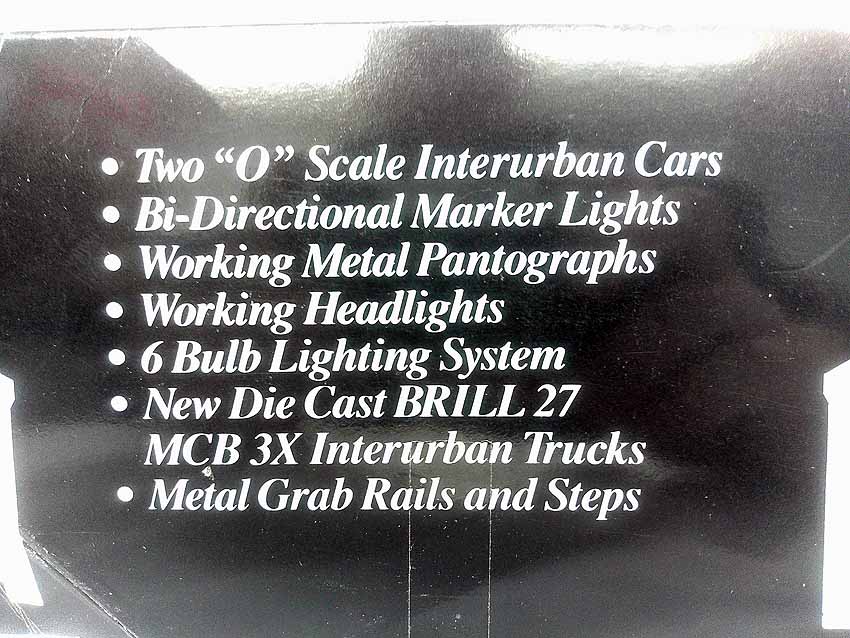 • Two “O” Scale Interurban Cars
• Bi-Directional Marker Lights
• Working Metal Pantographs
• Working Headlights
• 6 Bulb Lighting System
• New Die Cast BRILL 27
MCB 3X Interurban Trucks
• Metal Grab Rails and Steps